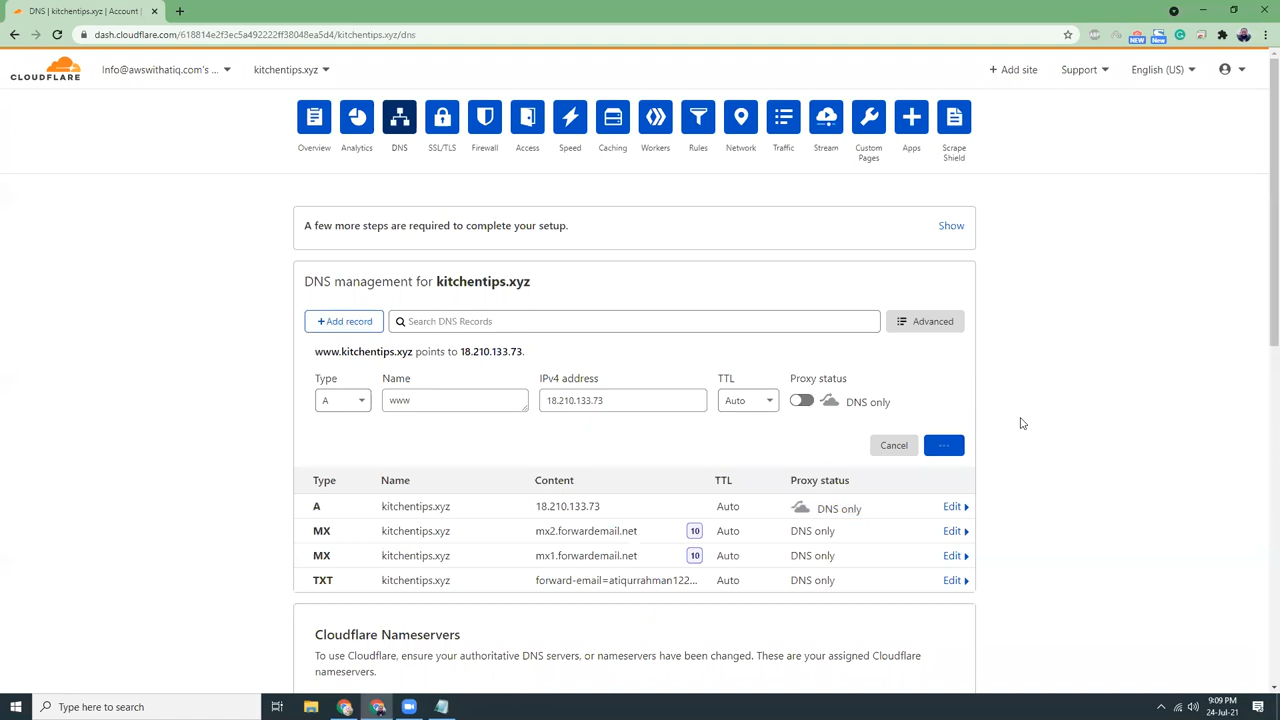 DNS | kitchentips.xyz | Account |
dash.cloudflare.com/618814e2f3ec5a492222ff38048ea5d4/kitchentips.xyz/dns
NEW
New
CLOUDFLARE
Info@awswithatiq.com's ...
kitchentips.xyz
+ Add site
Support
English (US)
Overview
Analytics
DNS
SSL/TLS
Firewall
Access
Speed
Caching
Workers
Rules
Network
Traffic
Stream
Custom Pages
Apps
Scrape Shield
A few more steps are required to complete your setup.
Show
DNS management for kitchentips.xyz
+Add record
Search DNS Records
Advanced
www.kitchentips.xyz points to 18.210.133.73.
Type Name IPv4 address TTL Proxy status
A www 18.210.133.73 Auto DNS only
Cancel ...
Type Name Content TTL Proxy status
A kitchentips.xyz 18.210.133.73 Auto DNS only Edit
MX kitchentips.xyz mx2.forwardemail.net 10 Auto DNS only Edit
MX kitchentips.xyz mx1.forwardemail.net 10 Auto DNS only Edit
TXT kitchentips.xyz forward-email=atiqurrahman122... Auto DNS only Edit
Cloudflare Nameservers
To use Cloudflare, ensure your authoritative DNS servers, or nameservers have been changed. These are your assigned Cloudflare
nameservers.
Type here to search
9:09 PM
24-Jul-21